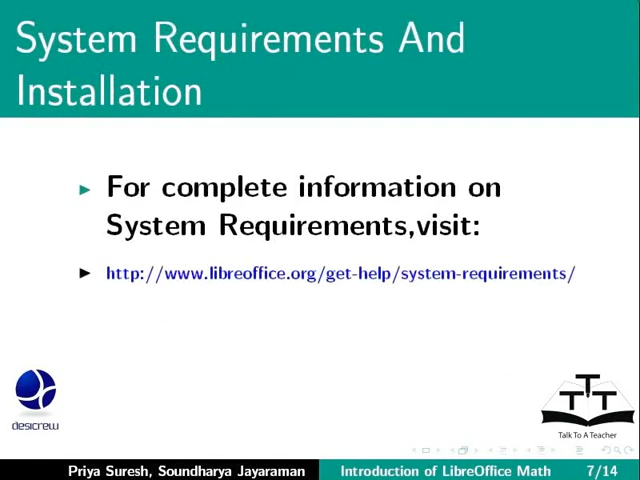 System Requirements And
Installation
For complete information on
System Requirements,visit:
http://www.libreoffice.org/get-help/system-requirements/
desicrew
TTT
Talk To A Teacher
Priya Suresh, Soundharya Jayaraman
Introduction of LibreOffice Math
7/14